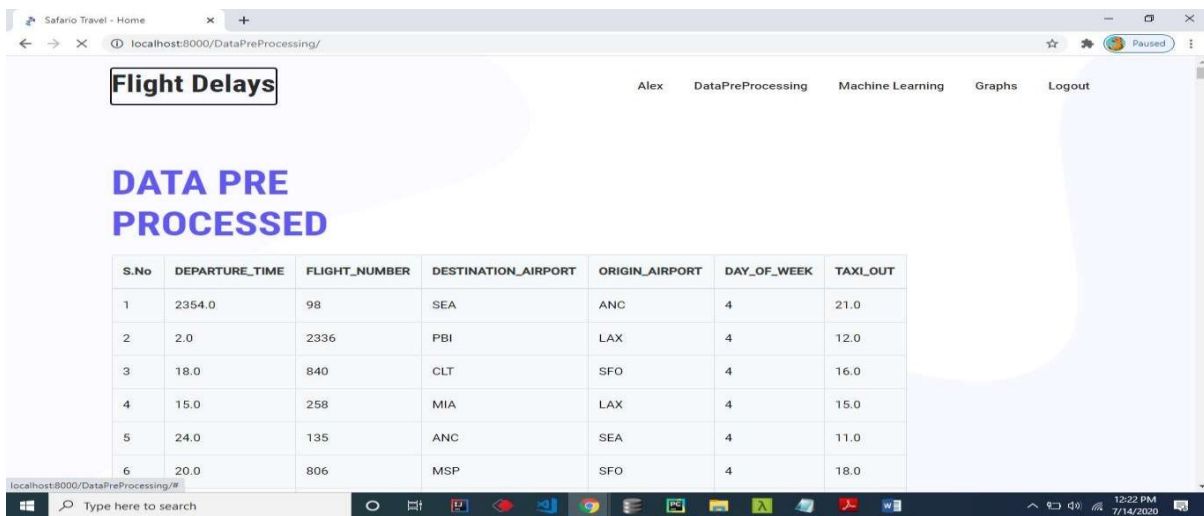 Safario Travel - Home
localhost:8000/DataPreProcessing/
Paused
Flight Delays
Alex DataPreProcessing Machine Learning Graphs Logout
DATA PRE
PROCESSED
S.No DEPARTURE_TIME FLIGHT_NUMBER DESTINATION_AIRPORT ORIGIN_AIRPORT DAY_OF_WEEK TAXI_OUT
1 2354.0 98 SEA ANC 4 21.0
2 2.0 2336 PBI LAX 4 12.0
3 18.0 840 CLT SFO 4 16.0
4 15.0 258 MIA LAX 4 15.0
5 24.0 135 ANC SEA 4 11.0
6 20.0 806 MSP SFO 4 18.0
localhost:8000/DataPreProcessing/#
Type here to search
12:22 PM
7/14/2020